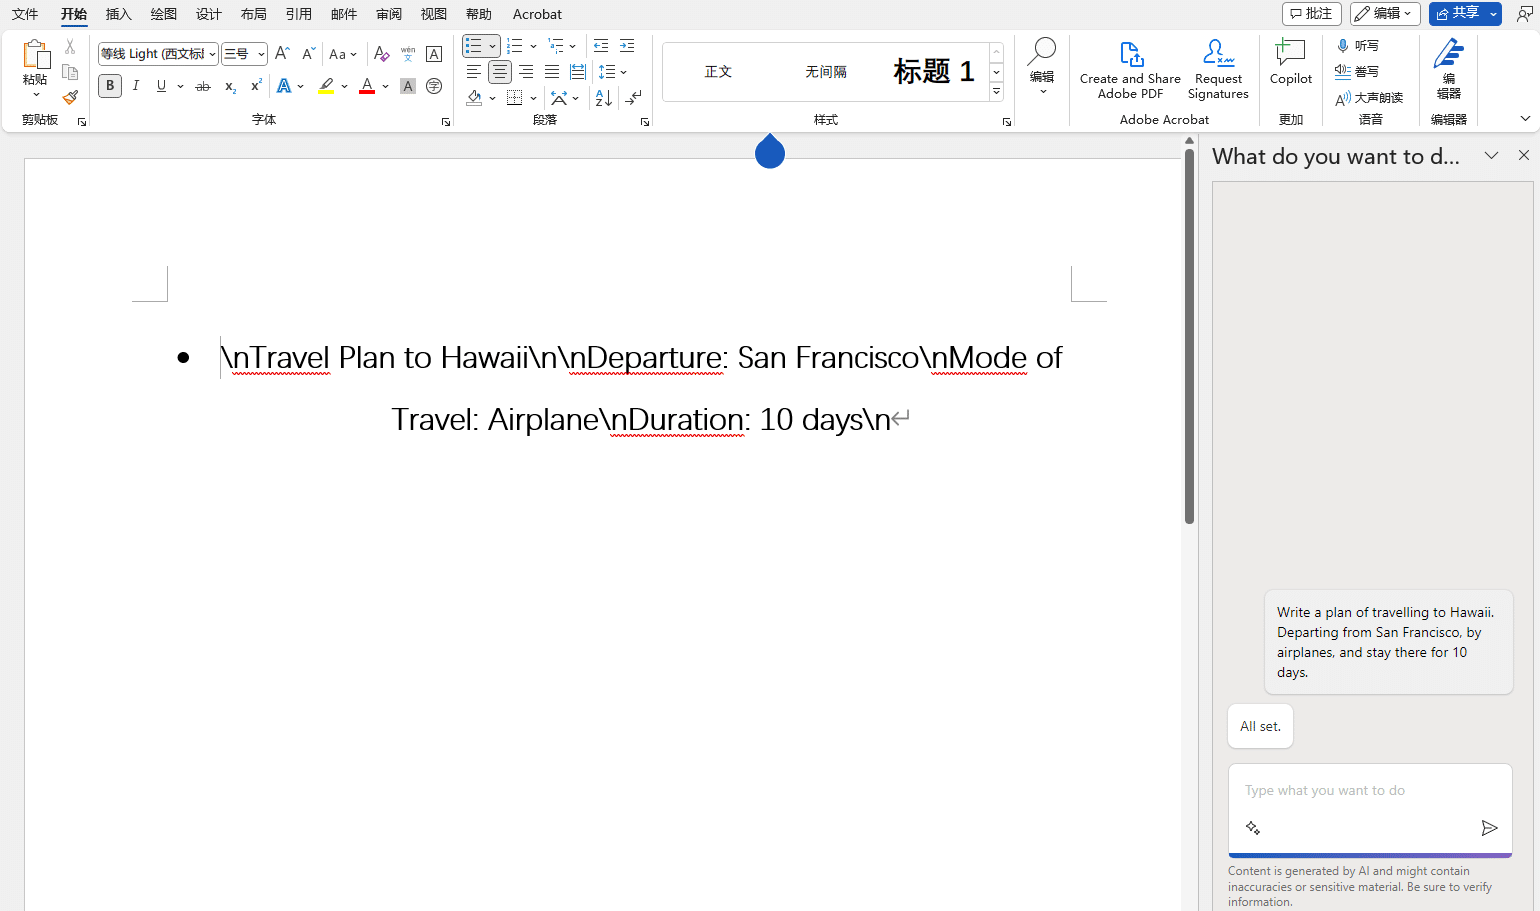 文件 开始 插入 绘图 设计 布局 引用 邮件 审阅 视图 帮助 Acrobat 批注 编辑 共享
粘贴
剪贴板
等线 Light (西文标题 三号
Aa
wén
文
A
B I U ab x₂ x² A A A 字
字体
段落
正文 无间隔 标题 1
样式
编辑
Create and Share
Adobe PDF
Request
Signatures
Adobe Acrobat
Copilot
更加
听写
誊写
大声朗读
语音
编
辑器
编辑器
What do you want to d...
\nTravel Plan to Hawaii\n\nDeparture: San Francisco\nMode of
Travel: Airplane\nDuration: 10 days\n
Write a plan of travelling to Hawaii.
Departing from San Francisco, by
airplanes, and stay there for 10
days.
All set.
Type what you want to do
Content is generated by AI and might contain
inaccuracies or sensitive material. Be sure to verify
information.